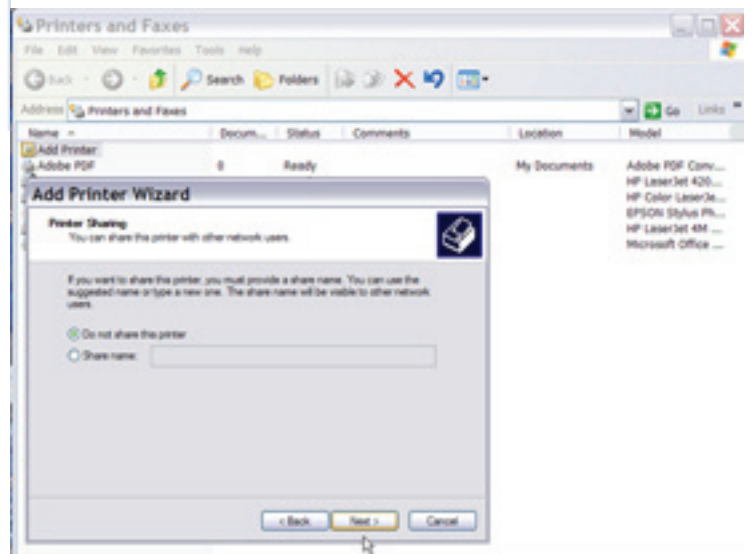 Printers and Faxes
File Edit View Favorites Tools Help
Back Search Folders
Address Printers and Faxes Go Links
Name Docum... Status Comments Location Model
Add Printer
Adobe PDF 0 Ready My Documents Adobe PDF Conv...
HP LaserJet 420...
HP Color LaserJe...
EPSON Stylus Ph...
HP LaserJet 4M ...
Microsoft Office ...
Add Printer Wizard
Printer Sharing
You can share this printer with other network users.
If you want to share this printer, you must provide a share name. You can use the
suggested name or type a new one. The share name will be visible to other network
users.
Do not share this printer
Share name:
< Back Next > Cancel